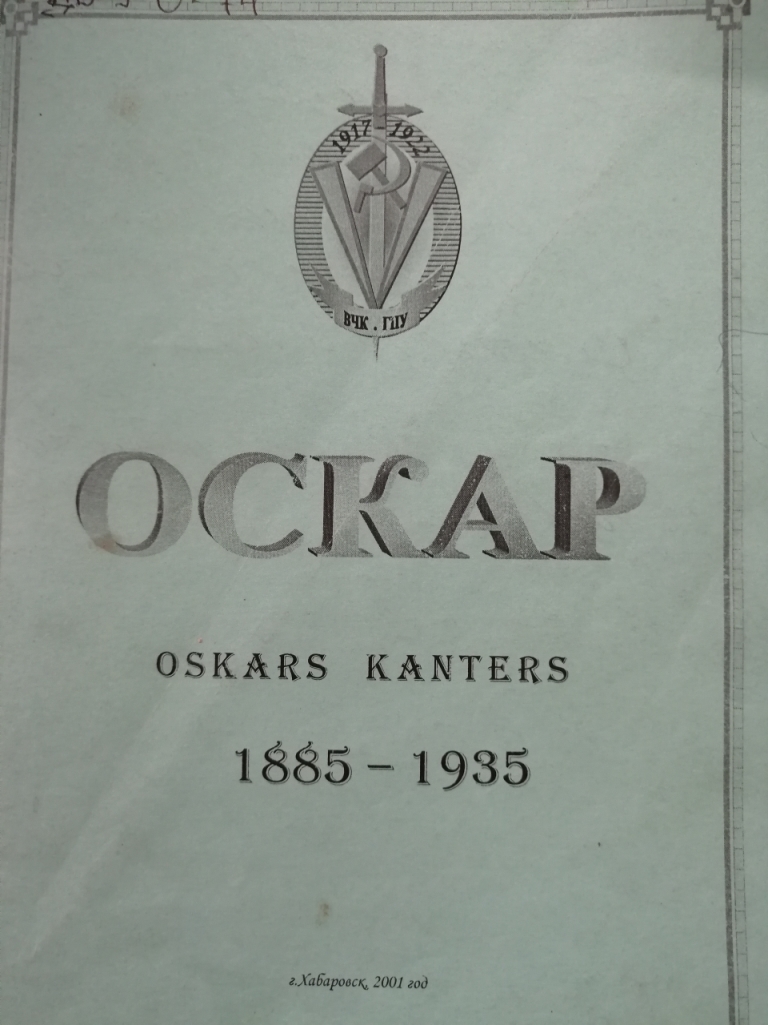 1917 - 1922
ВЧК . ГПУ
ОСКАР
OSKARS KANTERS
1885 – 1935
г.Хабаровск, 2001 год